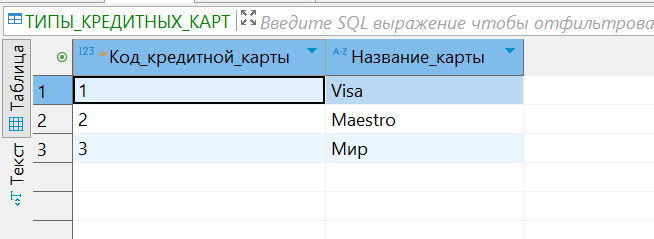 ТИПЫ_КРЕДИТНЫХ_КАРТ Введите SQL выражение чтобы отфильтрова
Таблица
Текст
123 Код_кредитной_карты A-Z Название_карты
1 1 Visa
2 2 Maestro
3 3 Мир